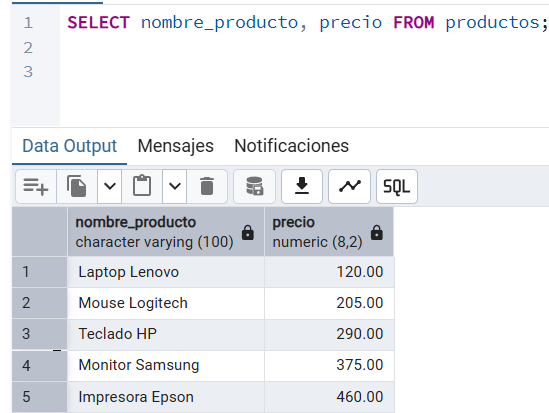 1 SELECT nombre_producto, precio FROM productos;
2
3
Data Output Mensajes Notificaciones
SQL
nombre_producto precio
character varying (100) numeric (8,2)
1 Laptop Lenovo 120.00
2 Mouse Logitech 205.00
3 Teclado HP 290.00
4 Monitor Samsung 375.00
5 Impresora Epson 460.00